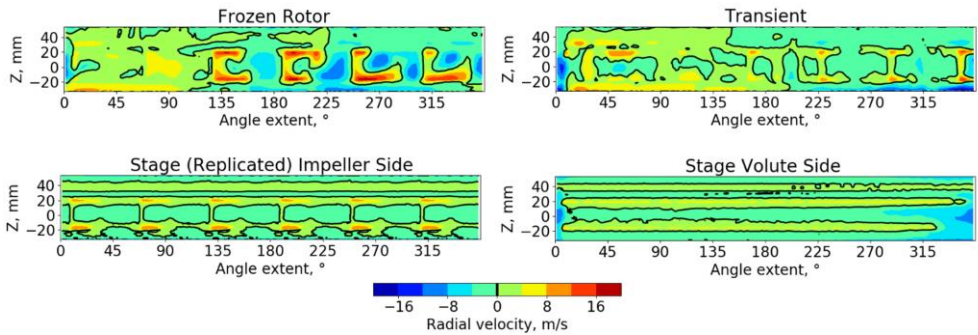 Frozen Rotor
Z, mm
40
20
0
−20
0 45 90 135 180 225 270 315
Angle extent, °
Transient
Z, mm
40
20
0
−20
0 45 90 135 180 225 270 315
Angle extent, °
Stage (Replicated) Impeller Side
Z, mm
40
20
0
−20
0 45 90 135 180 225 270 315
Angle extent, °
Stage Volute Side
Z, mm
40
20
0
−20
0 45 90 135 180 225 270 315
Angle extent, °
−16 −8 0 8 16
Radial velocity, m/s